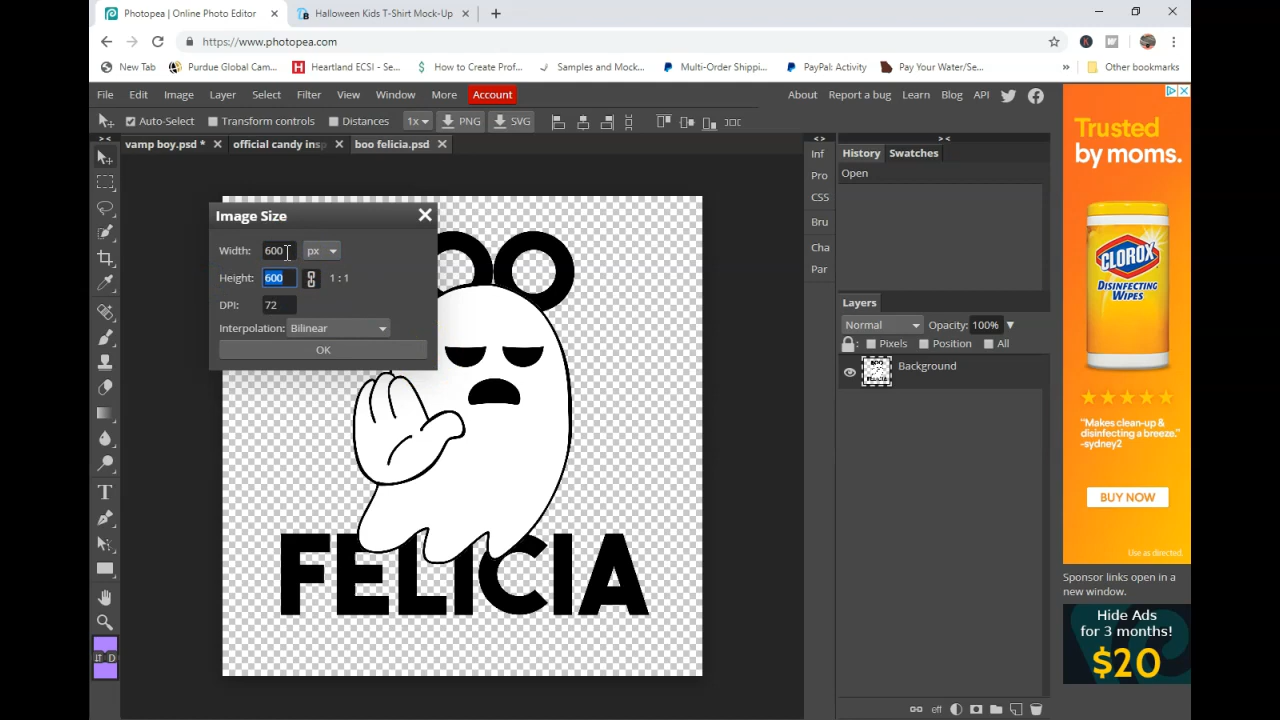 Photopea | Online Photo Editor
Halloween Kids T-Shirt Mock-Up
https://www.photopea.com
New Tab
Purdue Global Cam...
Heartland ECSI - Se...
How to Create Prof...
Samples and Mock...
Multi-Order Shippi...
PayPal: Activity
Pay Your Water/Se...
Other bookmarks
File Edit Image Layer Select Filter View Window More Account
About Report a bug Learn Blog API
Auto-Select Transform controls Distances 1x PNG SVG
vamp boy.psd * official candy insp boo felicia.psd
Image Size
Width: 600 px
Height: 600 1 : 1
DPI: 72
Interpolation: Bilinear
OK
FELICIA
Inf
Pro
CSS
Bru
Cha
Par
History Swatches
Open
Layers
Normal Opacity: 100%
Pixels Position All
Background
eff
Trusted
by moms.
CLOROX
DISINFECTING
WIPES
"Makes clean-up &
disinfecting a breeze."
-sydney2
BUY NOW
Use as directed.
Sponsor links open in a
new window.
Hide Ads
for 3 months!
$20